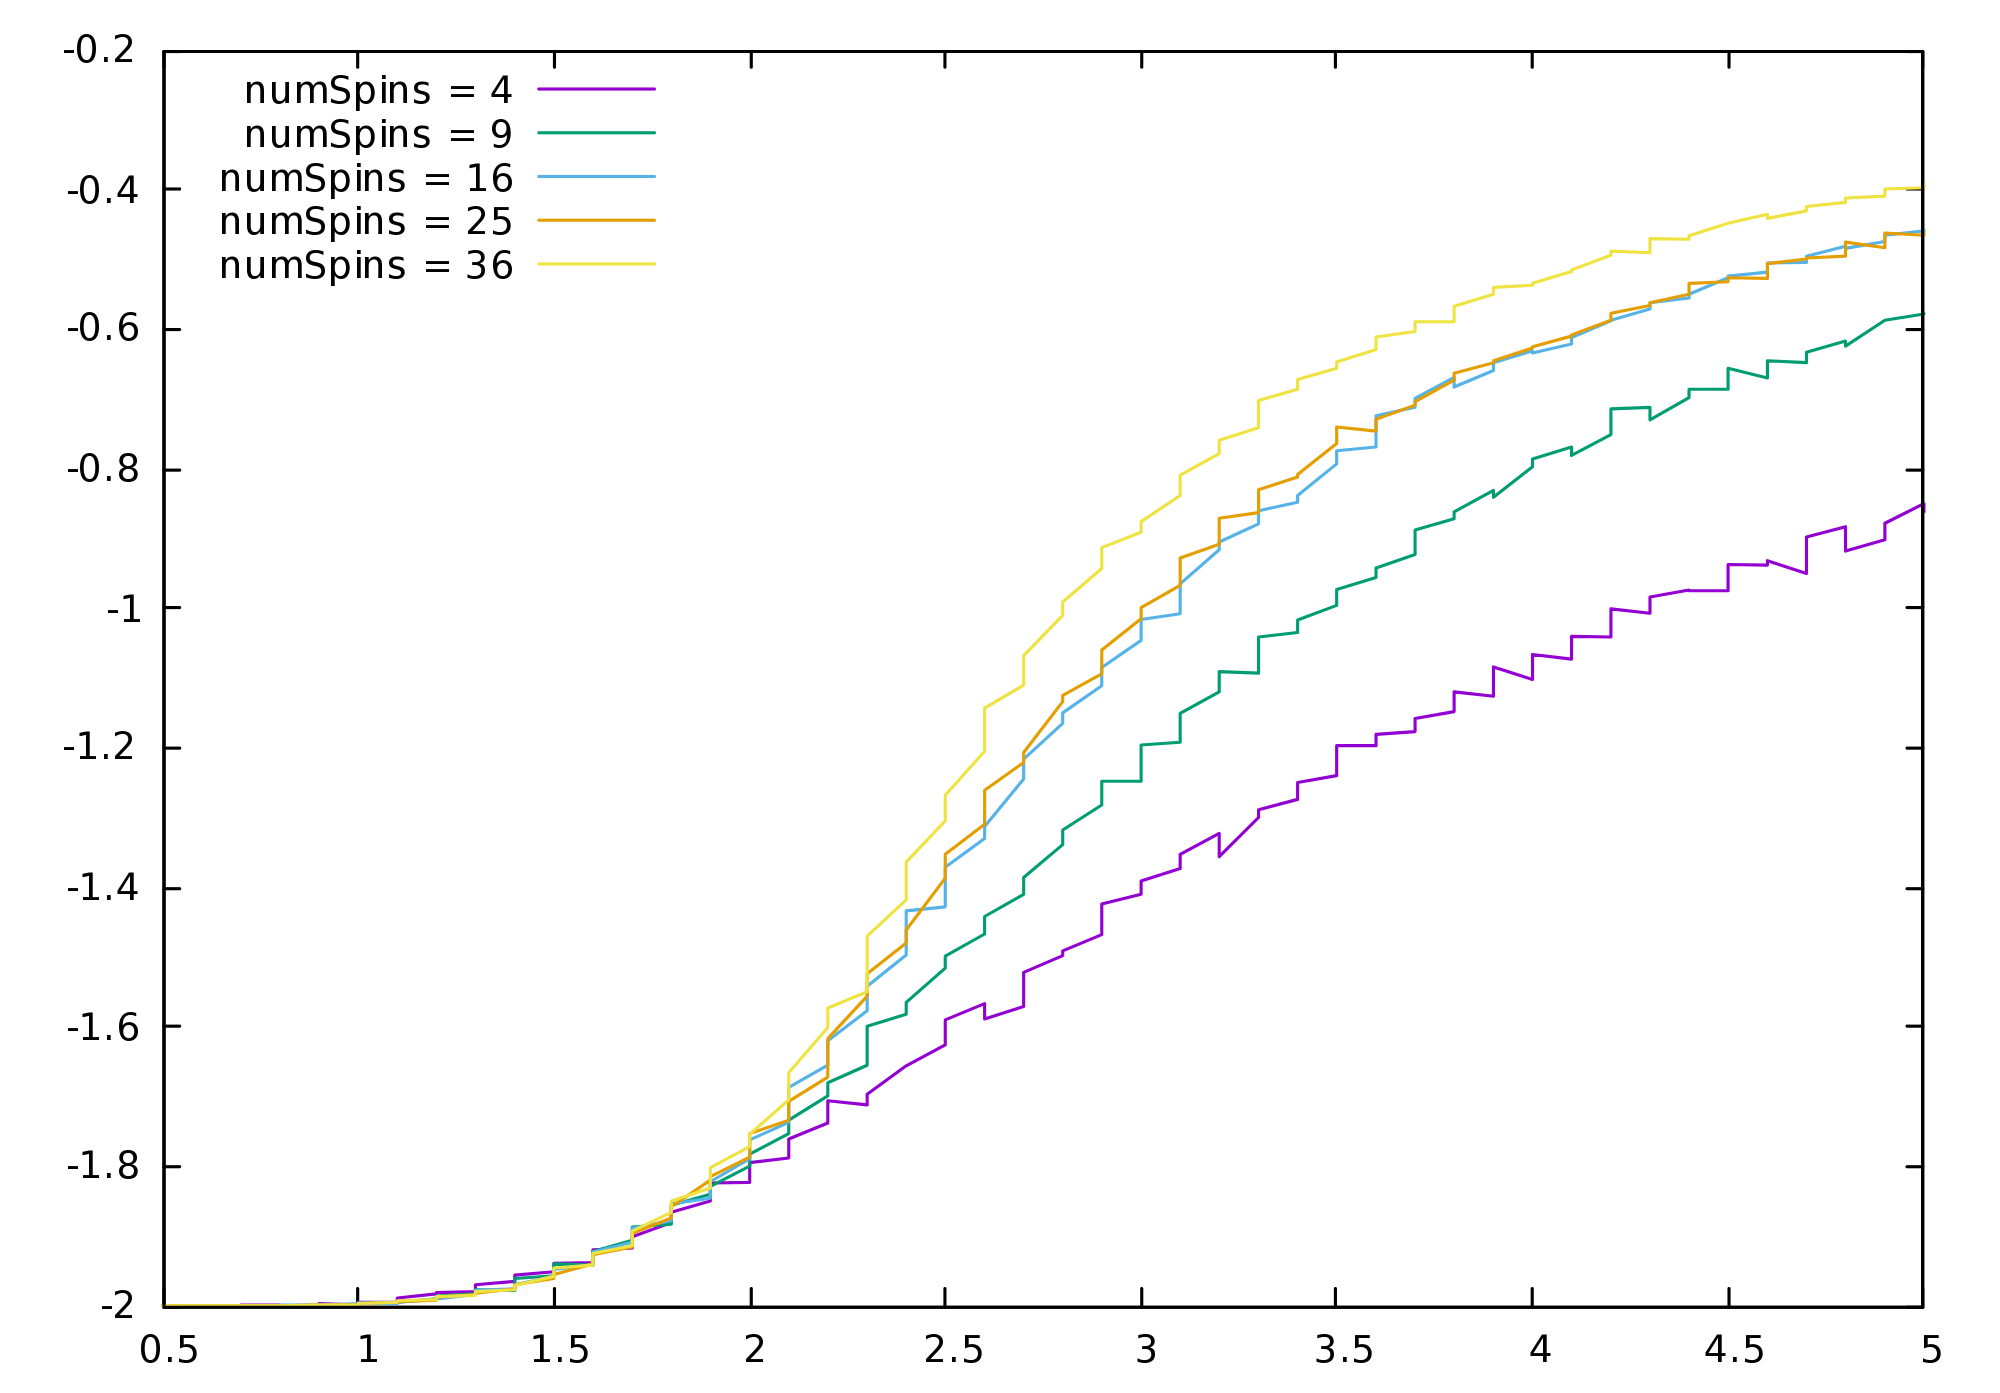 -0.2
numSpins = 4
numSpins = 9
numSpins = 16
-0.4
numSpins = 25
numSpins = 36
-0.6
-0.8
-1
-1.2
-1.4
-1.6
-1.8
-2
0.5 1 1.5 2 2.5 3 3.5 4 4.5 5